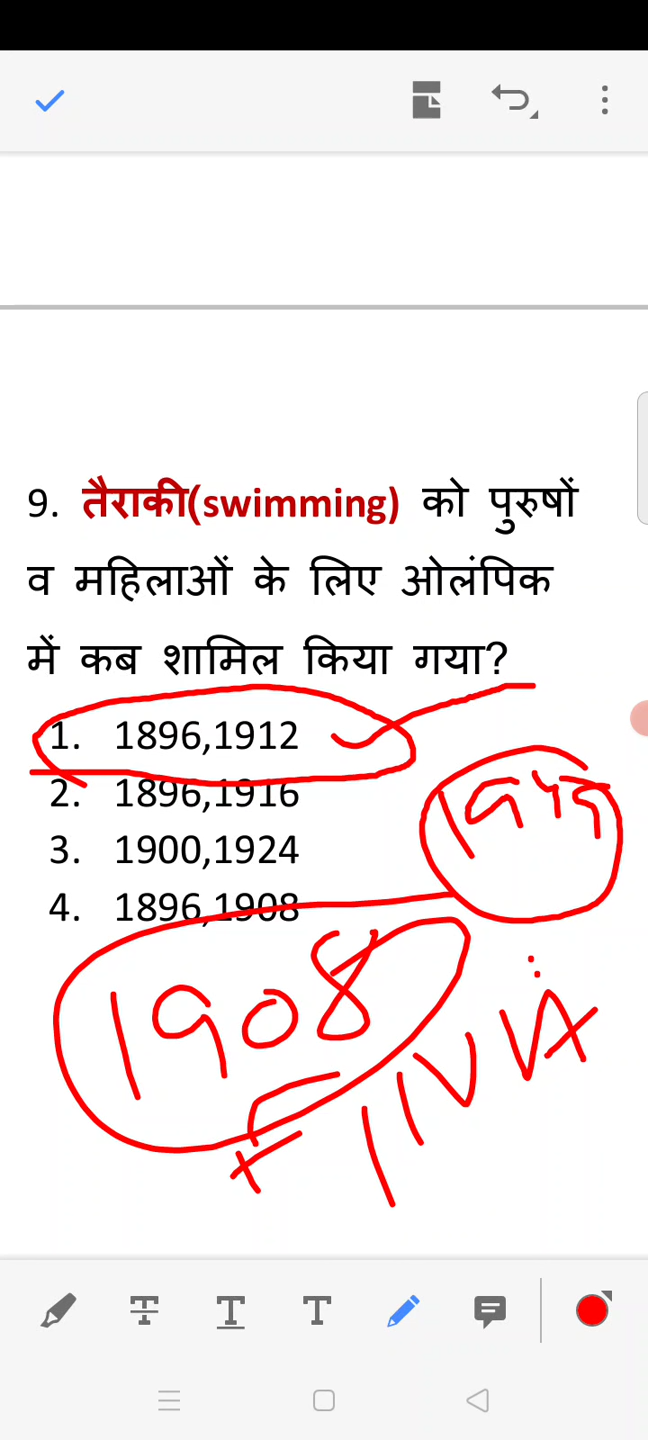 9. तैराकी(swimming) को पुरुषों
व महिलाओं के लिए ओलंपिक
में कब शामिल किया गया?
1. 1896,1912
2. 1896,1916
3. 1900,1924
4. 1896,1908
1908